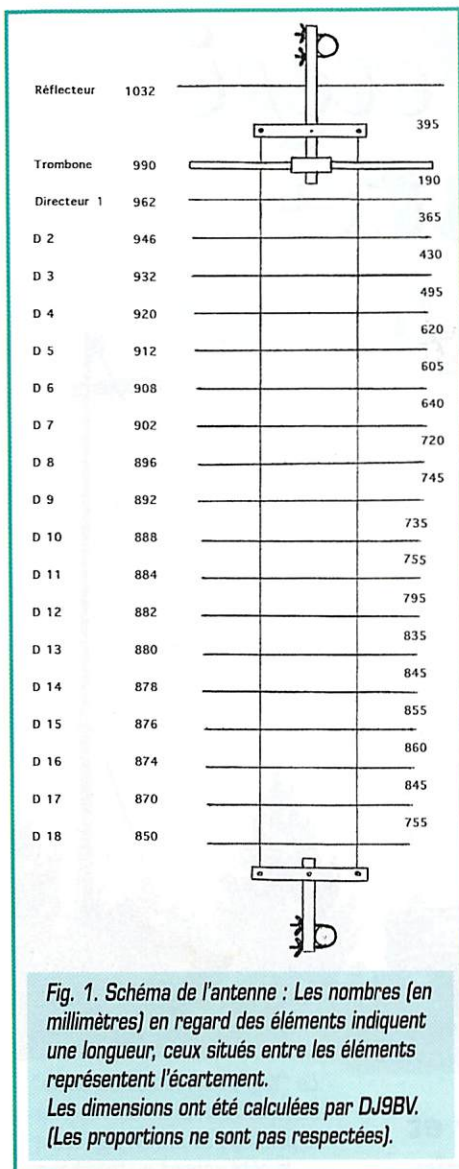 Réflecteur 1032
395
Trombone 990
190
Directeur 1 962
365
D 2 946
430
D 3 932
495
D 4 920
620
D 5 912
605
D 6 908
640
D 7 902
720
D 8 896
745
D 9 892
735
D 10 888
755
D 11 884
795
D 12 882
835
D 13 880
845
D 14 878
855
D 15 876
860
D 16 874
845
D 17 870
755
D 18 850
Fig. 1. Schéma de l'antenne : Les nombres (en
millimètres) en regard des éléments indiquent
une longueur, ceux situés entre les éléments
représentent l'écartement.
Les dimensions ont été calculées par DJ9BV.
(Les proportions ne sont pas respectées).